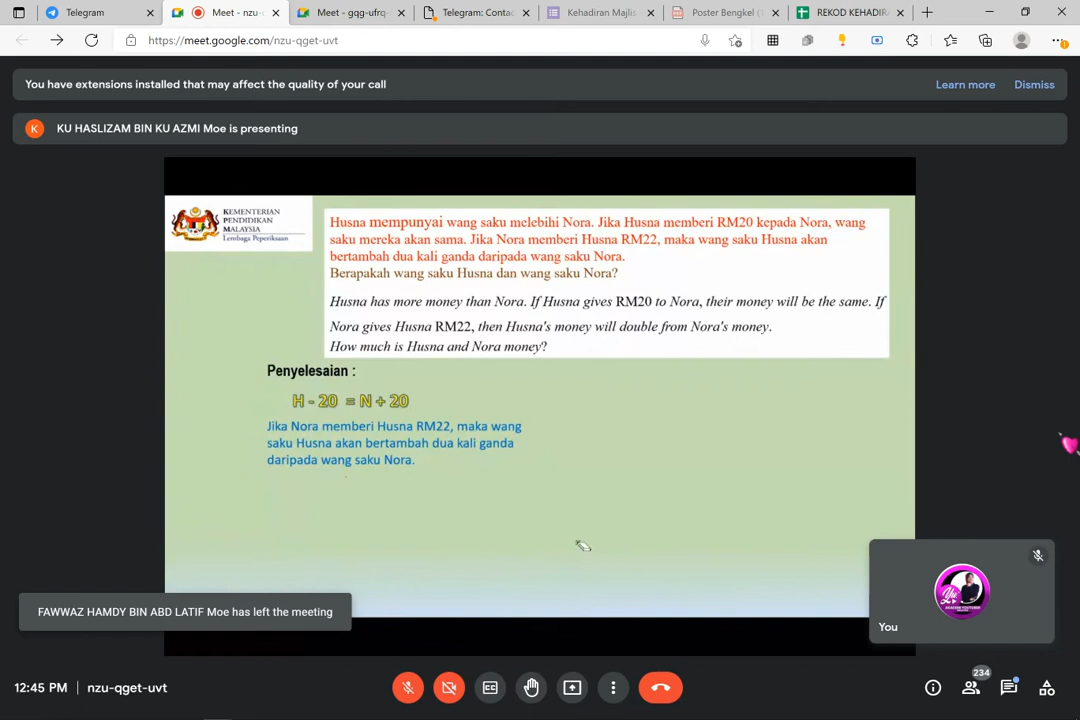 Telegram
Meet - nzu-
Meet - gqg-ufrq-
Telegram: Contac
Kehadiran Majlis
Poster Bengkel (1
REKOD KEHADIRA
https://meet.google.com/nzu-qget-uvt
You have extensions installed that may affect the quality of your call
Learn more
Dismiss
K
KU HASLIZAM BIN KU AZMI Moe is presenting
KEMENTERIAN
PENDIDIKAN
MALAYSIA
Lembaga Peperiksaan
Husna mempunyai wang saku melebihi Nora. Jika Husna memberi RM20 kepada Nora, wang
saku mereka akan sama. Jika Nora memberi Husna RM22, maka wang saku Husna akan
bertambah dua kali ganda daripada wang saku Nora.
Berapakah wang saku Husna dan wang saku Nora?
Husna has more money than Nora. If Husna gives RM20 to Nora, their money will be the same. If
Nora gives Husna RM22, then Husna's money will double from Nora's money.
How much is Husna and Nora money?
Penyelesaian :
H - 20 = N + 20
Jika Nora memberi Husna RM22, maka wang
saku Husna akan bertambah dua kali ganda
daripada wang saku Nora.
FAWWAZ HAMDY BIN ABD LATIF Moe has left the meeting
You
12:45 PM
nzu-qget-uvt
234